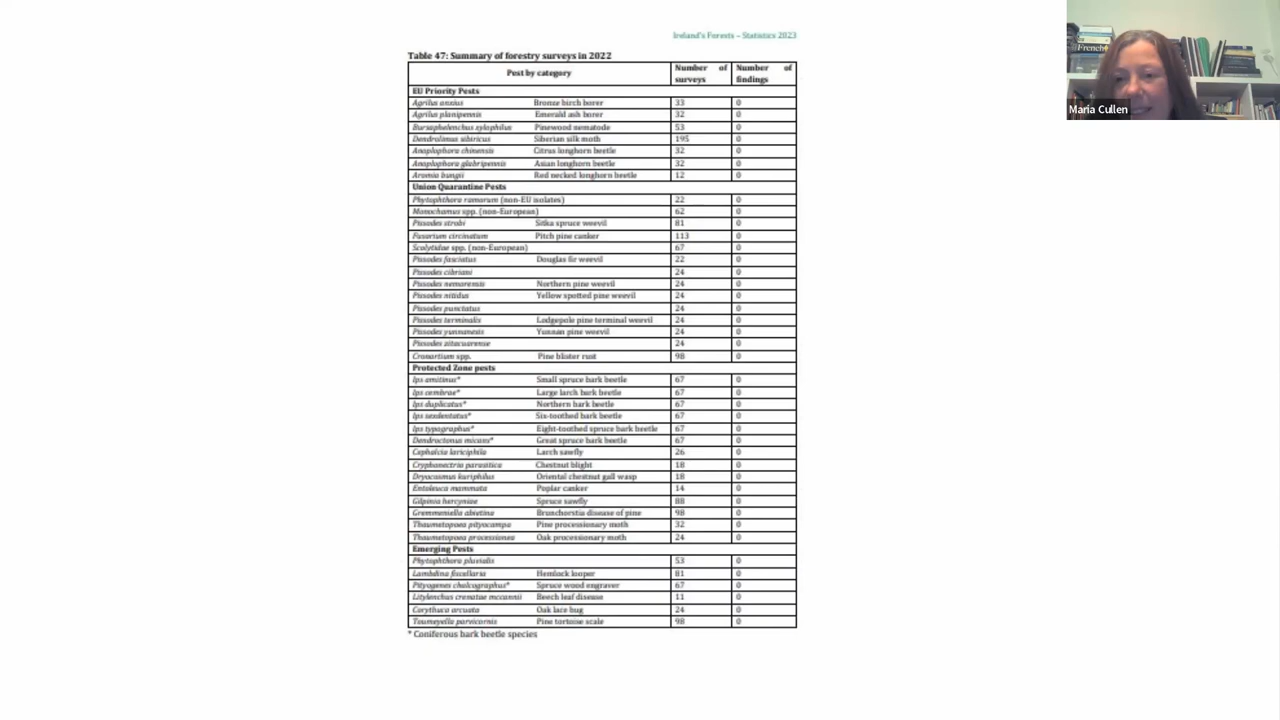 Ireland's Forests – Statistics 2023
Table 47: Summary of forestry surveys in 2022
Pest by category Number of surveys Number of findings
EU Priority Pests
Agrilus anxius Bronze birch borer 33 0
Agrilus planipennis Emerald ash borer 32 0
Bursaphelenchus xylophilus Pinewood nematode 53 0
Dendrolimus sibiricus Siberian silk moth 195 0
Anoplophora chinensis Citrus longhorn beetle 32 0
Anoplophora glabripennis Asian longhorn beetle 32 0
Aromia bungii Red necked longhorn beetle 12 0
Union Quarantine Pests
Phytophthora ramorum (non-EU isolates) 22 0
Monochamus spp. (non-European) 62 0
Pissodes strobi Sitka spruce weevil 81 0
Fusarium circinatum Pitch pine canker 113 0
Scolytidae spp. (non-European) 67 0
Pissodes fasciatus Douglas fir weevil 22 0
Pissodes cibriani 24 0
Pissodes nemorensis Northern pine weevil 24 0
Pissodes nitidus Yellow spotted pine weevil 24 0
Pissodes punctatus 24 0
Pissodes terminalis Lodgepole pine terminal weevil 24 0
Pissodes yunnanesis Yunnan pine weevil 24 0
Pissodes zitacuarense 24 0
Cronartium spp. Pine blister rust 98 0
Protected Zone pests
Ips amitinus* Small spruce bark beetle 67 0
Ips cembrae* Large larch bark beetle 67 0
Ips duplicatus* Northern bark beetle 67 0
Ips sexdentatus* Six-toothed bark beetle 67 0
Ips typographus* Eight-toothed spruce bark beetle 67 0
Dendroctonus micans* Great spruce bark beetle 67 0
Cephalcia lariciphila Larch sawfly 26 0
Cryphonectria parasitica Chestnut blight 18 0
Dryocosmus kuriphilus Oriental chestnut gall wasp 18 0
Entoleuca mammata Poplar canker 14 0
Gilpinia hercyniae Spruce sawfly 88 0
Gremmeniella abietina Brunchorstia disease of pine 98 0
Thaumetopoea pityocampa Pine processionary moth 32 0
Thaumetopoea processionea Oak processionary moth 24 0
Emerging Pests
Phytophthora pluvialis 53 0
Lambdina fiscellaria Hemlock looper 81 0
Pityogenes chalcographus* Spruce wood engraver 67 0
Litylenchus crenatae mccannii Beech leaf disease 11 0
Corythuca arcuata Oak lace bug 24 0
Toumeyella parvicornis Pine tortoise scale 98 0
* Coniferous bark beetle species
French
Maria Cullen